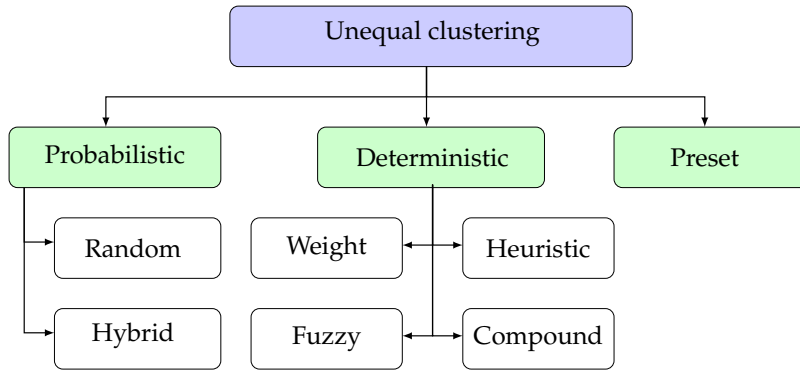 Unequal clustering
Probabilistic
Deterministic
Preset
Random
Weight
Heuristic
Hybrid
Fuzzy
Compound